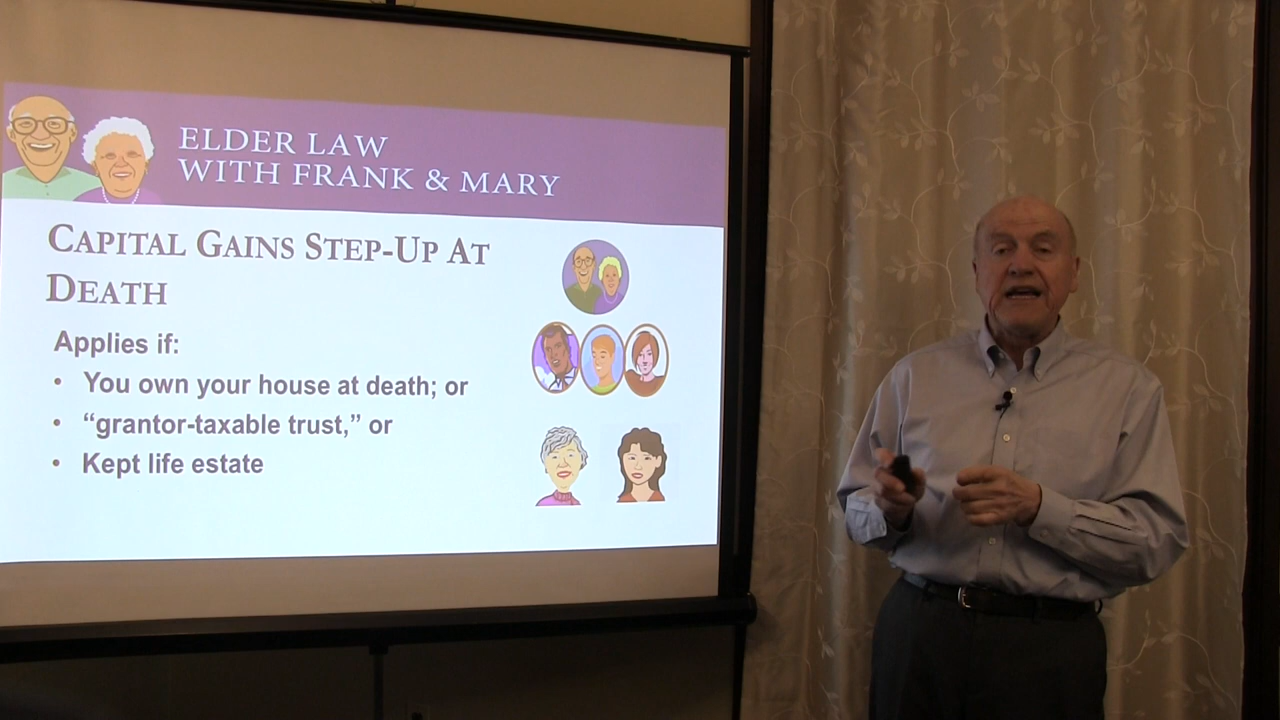 ELDER LAW
WITH FRANK & MARY
CAPITAL GAINS STEP-UP AT
DEATH
Applies if:
• You own your house at death; or
• “grantor-taxable trust,” or
• Kept life estate